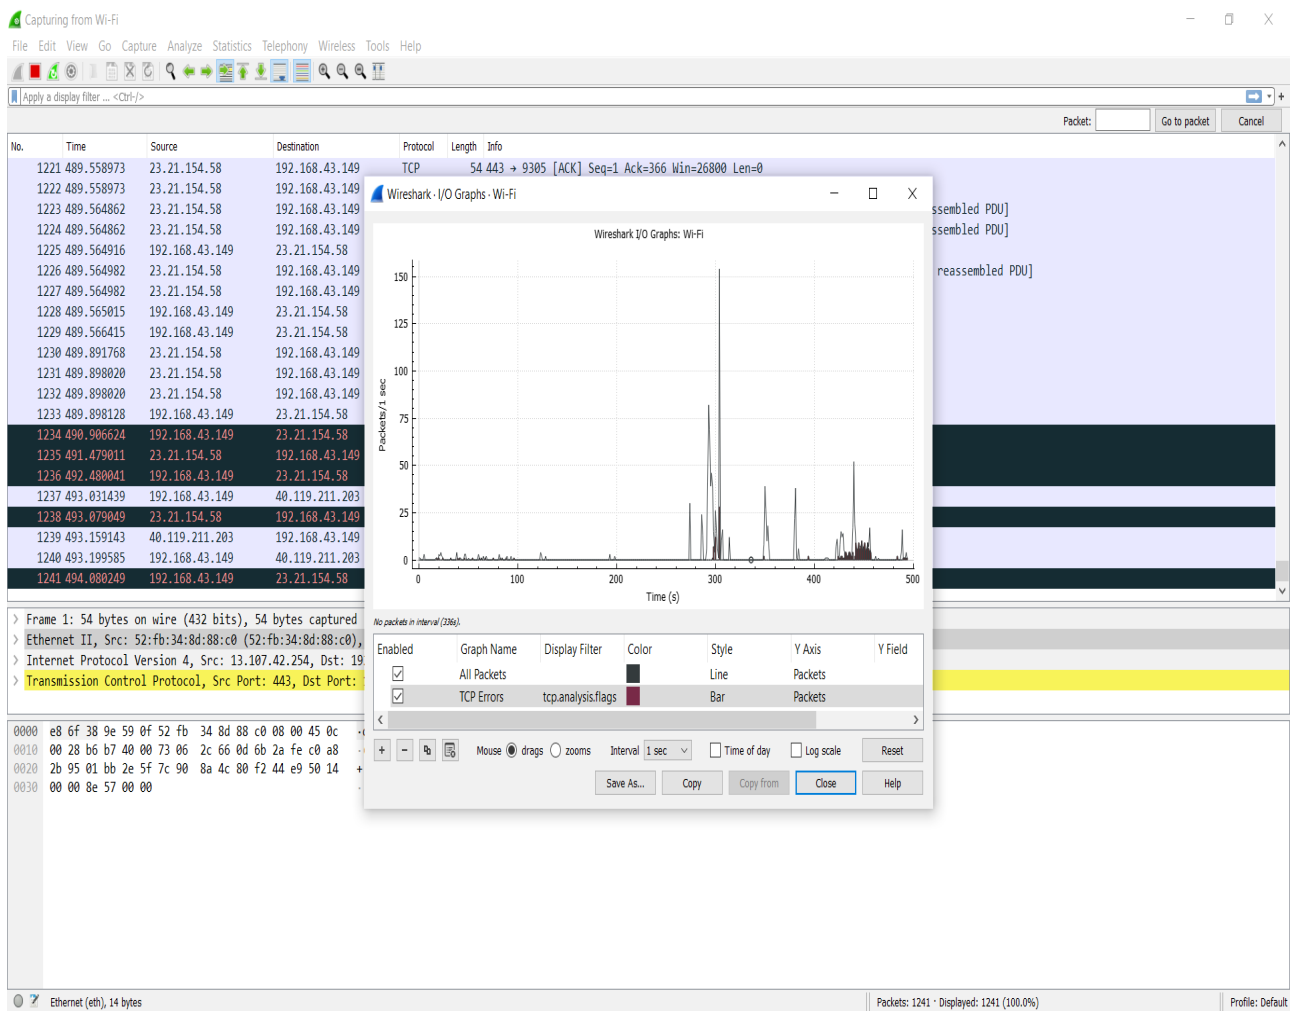 Capturing from Wi-Fi
File Edit View Go Capture Analyze Statistics Telephony Wireless Tools Help
Apply a display filter ... <Ctrl-/>
Packet: Go to packet Cancel
No. Time Source Destination Protocol Length Info
1221 489.558973 23.21.154.58 192.168.43.149 TCP 54 443 → 9305 [ACK] Seq=1 Ack=366 Win=26800 Len=0
1222 489.558973 23.21.154.58 192.168.43.149
1223 489.564862 23.21.154.58 192.168.43.149 ssembled PDU]
1224 489.564862 23.21.154.58 192.168.43.149 ssembled PDU]
1225 489.564916 192.168.43.149 23.21.154.58
1226 489.564982 23.21.154.58 192.168.43.149 reassembled PDU]
1227 489.564982 23.21.154.58 192.168.43.149
1228 489.565015 192.168.43.149 23.21.154.58
1229 489.566415 192.168.43.149 23.21.154.58
1230 489.891768 23.21.154.58 192.168.43.149
1231 489.898020 23.21.154.58 192.168.43.149
1232 489.898020 23.21.154.58 192.168.43.149
1233 489.898128 192.168.43.149 23.21.154.58
1234 490.906624 192.168.43.149 23.21.154.58
1235 491.479011 23.21.154.58 192.168.43.149
1236 492.480041 192.168.43.149 23.21.154.58
1237 493.031439 192.168.43.149 40.119.211.203
1238 493.079049 23.21.154.58 192.168.43.149
1239 493.159143 40.119.211.203 192.168.43.149
1240 493.199585 192.168.43.149 40.119.211.203
1241 494.080249 192.168.43.149 23.21.154.58
Frame 1: 54 bytes on wire (432 bits), 54 bytes captured
Ethernet II, Src: 52:fb:34:8d:88:c0 (52:fb:34:8d:88:c0),
Internet Protocol Version 4, Src: 13.107.42.254, Dst: 19
Transmission Control Protocol, Src Port: 443, Dst Port:
0000 e8 6f 38 9e 59 0f 52 fb 34 8d 88 c0 08 00 45 0c
0010 00 28 b6 b7 40 00 73 06 2c 66 0d 6b 2a fe c0 a8
0020 2b 95 01 bb 2e 5f 7c 90 8a 4c 80 f2 44 e9 50 14 +
0030 00 00 8e 57 00 00
Wireshark · I/O Graphs · Wi-Fi
Wireshark I/O Graphs: Wi-Fi
Packets/1 sec
150
125
100
75
50
25
0
0 100 200 300 400 500
Time (s)
No packets in interval (336s).
Enabled Graph Name Display Filter Color Style Y Axis Y Field
All Packets Line Packets
TCP Errors tcp.analysis.flags Bar Packets
+ - Mouse drags zooms Interval 1 sec Time of day Log scale Reset
Save As... Copy Copy from Close Help
Ethernet (eth), 14 bytes
Packets: 1241 · Displayed: 1241 (100.0%)
Profile: Default